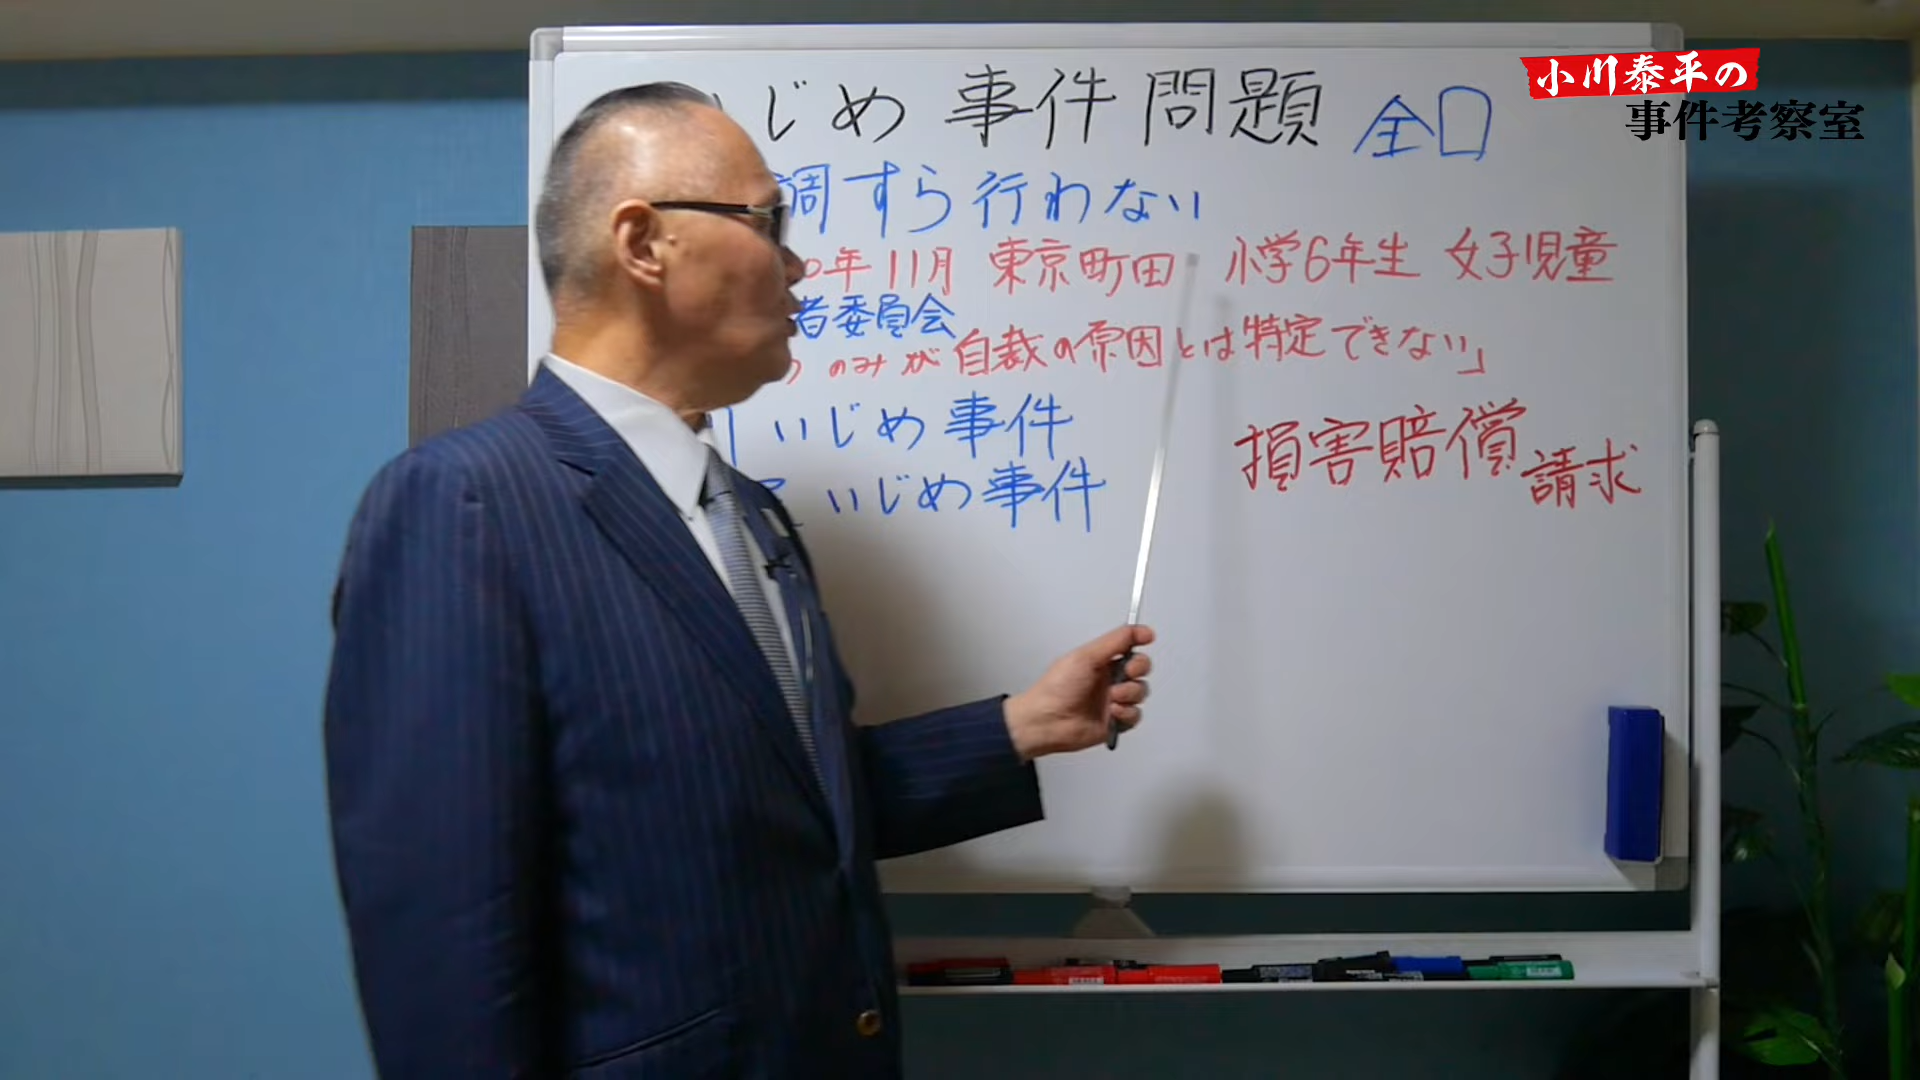 小川泰平の
事件考察室
じめ事件問題 全口
調すら行わない
0年11月 東京町田 小学6年生 女子児童
者委員会
のみが自裁の原因とは特定できない」
いじめ事件
いじめ事件
損害賠償請求